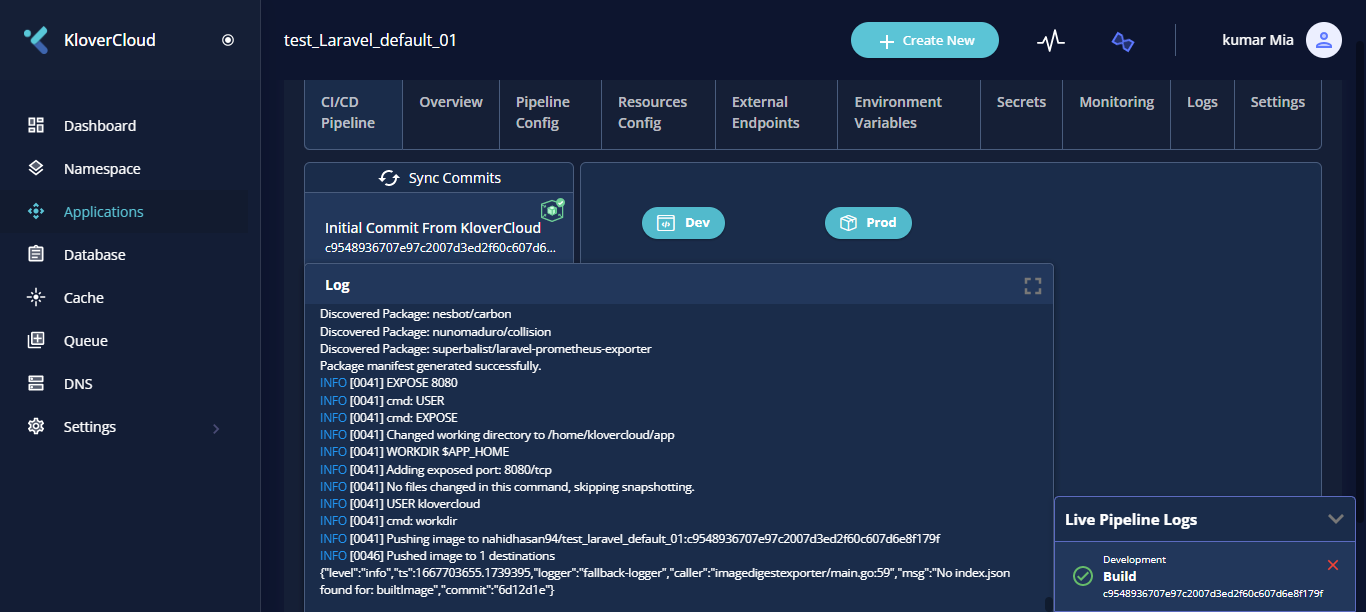 KloverCloud
test_Laravel_default_01
Create New
kumar Mia
Dashboard
Namespace
Applications
Database
Cache
Queue
DNS
Settings
CI/CD
Pipeline
Overview
Pipeline
Config
Resources
Config
External
Endpoints
Environment
Variables
Secrets
Monitoring
Logs
Settings
Sync Commits
Initial Commit From KloverCloud
c9548936707e97c2007d3ed2f60c607d6...
Dev
Prod
Log
Discovered Package: nesbot/carbon
Discovered Package: nunomaduro/collision
Discovered Package: superbalist/laravel-prometheus-exporter
Package manifest generated successfully.
INFO [0041] EXPOSE 8080
INFO [0041] cmd: USER
INFO [0041] cmd: EXPOSE
INFO [0041] Changed working directory to /home/klovercloud/app
INFO [0041] WORKDIR $APP_HOME
INFO [0041] Adding exposed port: 8080/tcp
INFO [0041] No files changed in this command, skipping snapshotting.
INFO [0041] USER klovercloud
INFO [0041] cmd: workdir
INFO [0041] Pushing image to nahidhasan94/test_laravel_default_01:c9548936707e97c2007d3ed2f60c607d6e8f179f
INFO [0046] Pushed image to 1 destinations
{"level":"info","ts":1667703655.1739395,"logger":"fallback-logger","caller":"imagedigestexporter/main.go:59","msg":"No index.json
found for: builtImage","commit":"6d12d1e"}
Live Pipeline Logs
Development
Build
c9548936707e97c2007d3ed2f60c607d6e8f179f